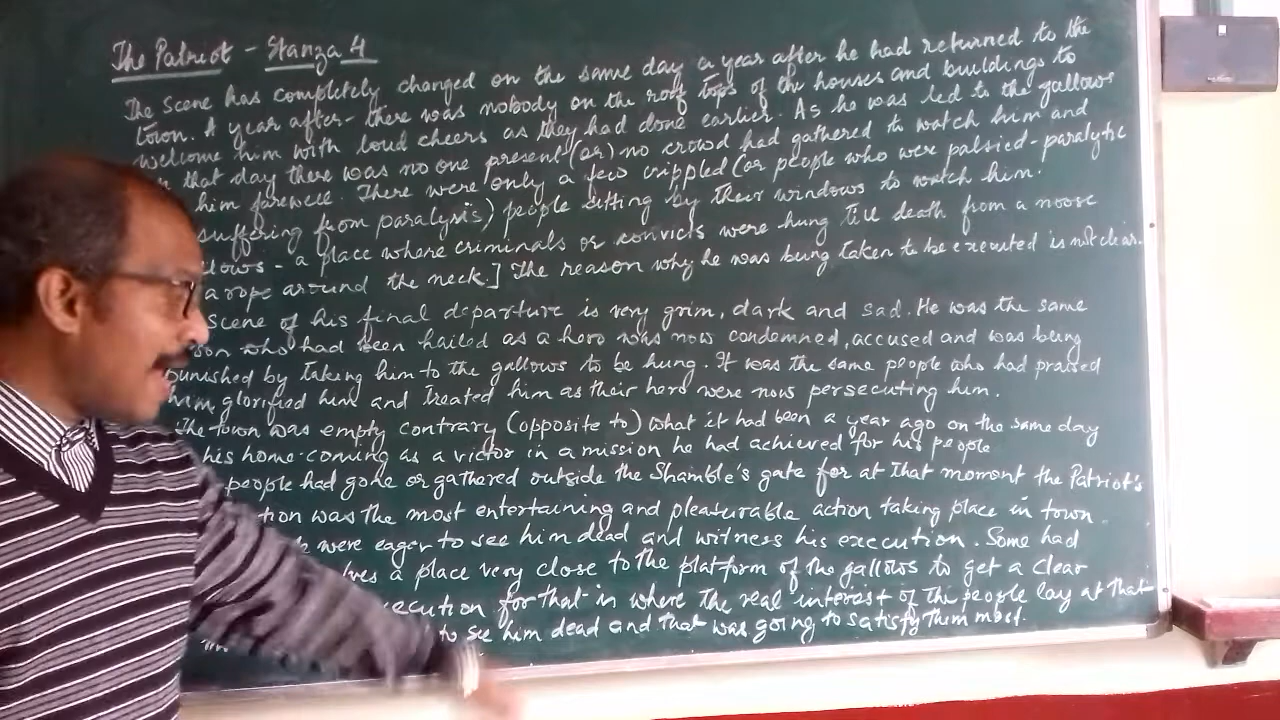 The Patriot - Stanza 4
The scene has completely changed on the same day a year after he had returned to the
town. A year after - there was nobody on the roof tops of the houses and buildings to
welcome him with loud cheers as they had done earlier. As he was led to the gallows
that day there was no one present (or) no crowd had gathered to watch him and
him farewell. There were only a few crippled (or people who were palsied - paralytic
suffering from paralysis) people sitting by their windows to watch him.
lows - a place where criminals or convicts were hung till death from a noose
a rope around the neck.] The reason why he was being taken to be executed is not clear.
scene of his final departure is very grim, dark and sad. He was the same
son who had been hailed as a hero was now condemned, accused and was being
punished by taking him to the gallows to be hung. It was the same people who had praised
him, glorified him and treated him as their hero were now persecuting him.
The town was empty contrary (opposite to) what it had been a year ago on the same day
his home-coming as a victor in a mission he had achieved for his people
people had gone or gathered outside the Shamble's gate for at that moment the Patriot's
tion was the most entertaining and pleasurable action taking place in town.
were eager to see him dead and witness his execution. Some had
lves a place very close to the platform of the gallows to get a clear
ecution for that is where the real interest of the people lay at that
to see him dead and that was going to satisfy them most.